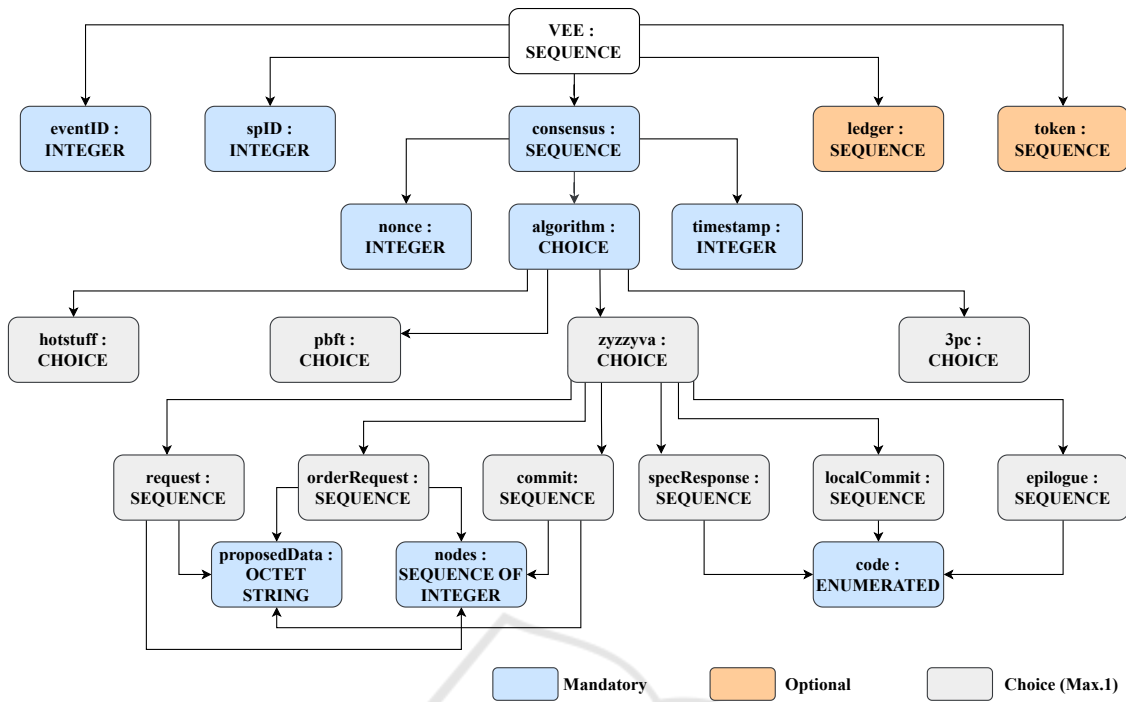 VEE :
SEQUENCE
eventID :
INTEGER
spID :
INTEGER
consensus :
SEQUENCE
ledger :
SEQUENCE
token :
SEQUENCE
nonce :
INTEGER
algorithm :
CHOICE
timestamp :
INTEGER
hotstuff :
CHOICE
pbft :
CHOICE
zyzzyva :
CHOICE
3pc :
CHOICE
request :
SEQUENCE
orderRequest :
SEQUENCE
commit:
SEQUENCE
specResponse :
SEQUENCE
localCommit :
SEQUENCE
epilogue :
SEQUENCE
proposedData :
OCTET
STRING
nodes :
SEQUENCE OF
INTEGER
code :
ENUMERATED
Mandatory
Optional
Choice (Max.1)